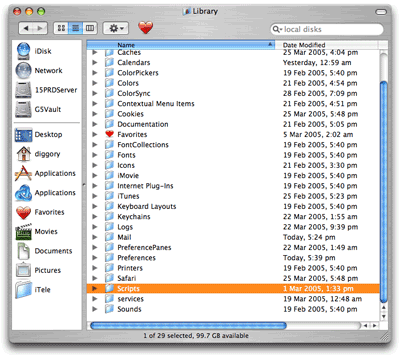 Library
local disks
Name Date Modified
Caches 25 Mar 2005, 4:04 pm
Calendars Yesterday, 12:59 am
ColorPickers 19 Feb 2005, 5:40 pm
Colors 21 Feb 2005, 4:54 pm
ColorSync 28 Feb 2005, 7:09 pm
Contextual Menu Items 21 Feb 2005, 4:51 pm
Cookies 25 Mar 2005, 5:48 pm
Documentation 21 Feb 2005, 5:05 pm
Favorites 5 Mar 2005, 2:02 am
FontCollections 19 Feb 2005, 5:40 pm
Fonts 19 Feb 2005, 5:40 pm
Icons 21 Feb 2005, 5:40 pm
iMovie 19 Feb 2005, 5:40 pm
Internet Plug-Ins 19 Feb 2005, 5:40 pm
iTunes 25 Feb 2005, 5:23 pm
Keyboard Layouts 19 Feb 2005, 5:40 pm
Keychains 22 Mar 2005, 1:55 am
Logs 22 Mar 2005, 9:39 pm
Mail Today, 5:24 pm
PreferencePanes 22 Mar 2005, 1:49 am
Preferences Today, 5:39 pm
Printers 19 Feb 2005, 5:40 pm
Safari 25 Mar 2005, 5:48 pm
Scripts 1 Mar 2005, 1:33 pm
services 19 Mar 2005, 12:48 am
Sounds 19 Feb 2005, 5:40 pm
iDisk
Network
15PRDServer
G5Vault
Desktop
diggory
Applications
Applications
Favorites
Movies
Documents
Pictures
iTele
1 of 29 selected, 99.7 GB available